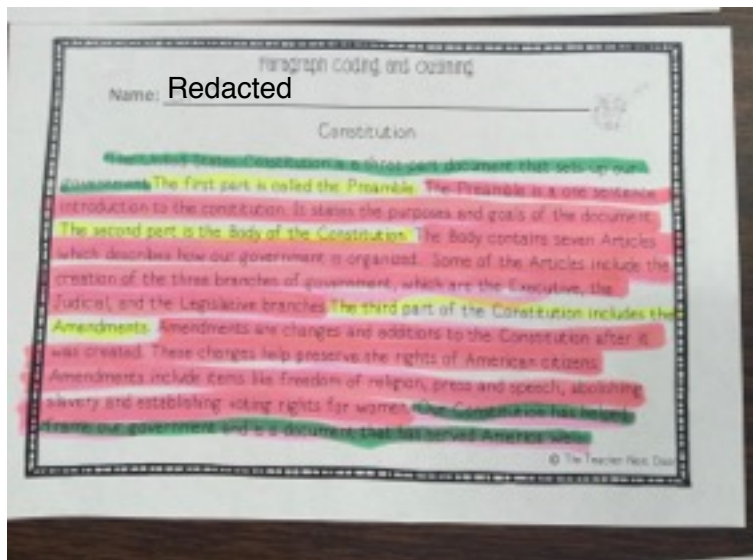 Paragraph Coding and Outlining
Name: Redacted
Constitution
The United States Constitution is a three part document that sets up our
government. The first part is called the Preamble. The Preamble is a one sentence
introduction to the constitution. It states the purposes and goals of the document.
The second part is the Body of the Constitution. The Body contains seven Articles
which describes how our government is organized. Some of the Articles include the
creation of the three branches of government, which are the Executive, the
Judicial, and the Legislative branches. The third part of the Constitution includes the
Amendments. Amendments are changes and additions to the Constitution after it
was created. These changes help preserve the rights of American citizens.
Amendments include items like freedom of religion, press and speech, abolishing
slavery and establishing voting rights for women. Our Constitution has helped
frame our government and is a document that has served America well.
© The Teacher Next Door